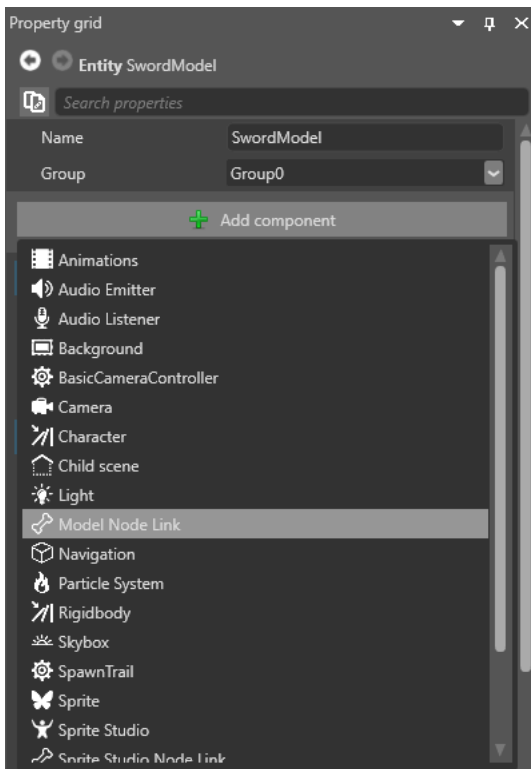 Property grid
Entity SwordModel
Search properties
Name SwordModel
Group Group0
Add component
Animations
Audio Emitter
Audio Listener
Background
BasicCameraController
Camera
Character
Child scene
Light
Model Node Link
Navigation
Particle System
Rigidbody
Skybox
SpawnTrail
Sprite
Sprite Studio
Sprite Studio Node Link